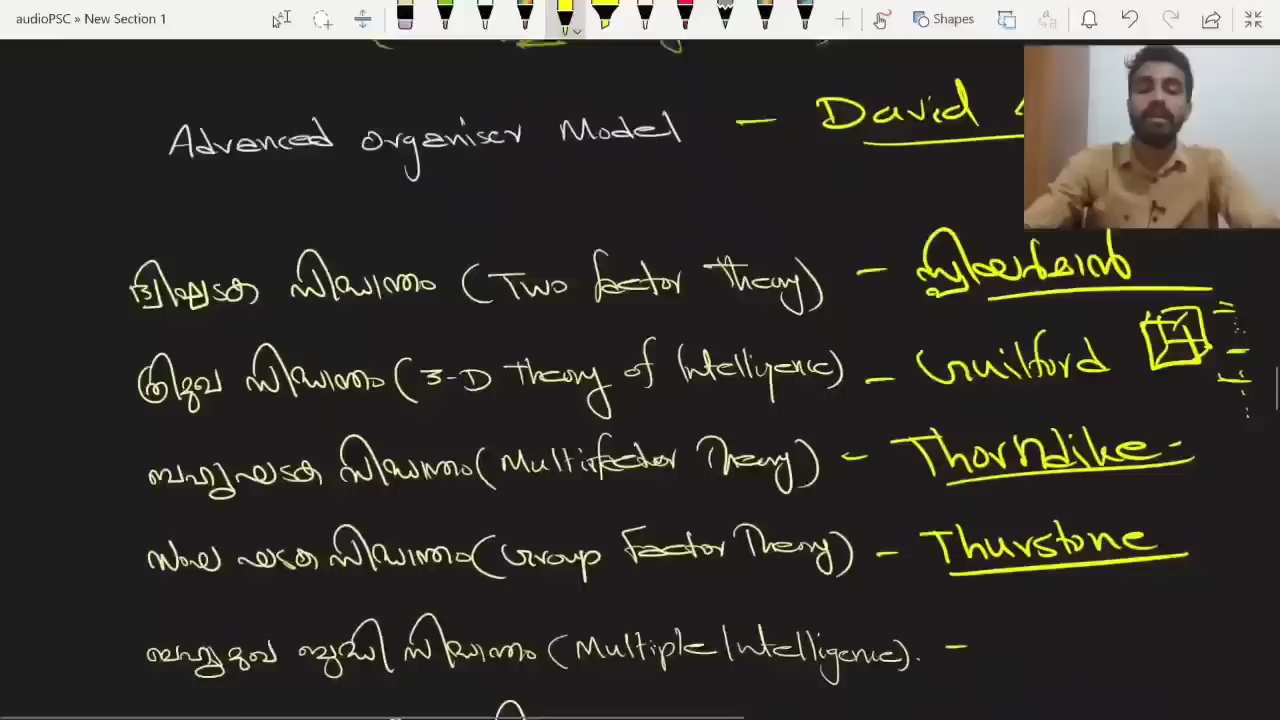 audioPSC » New Section 1
Shapes
Advanced Organiser Model - David
ദ്വിഘടക സിദ്ധാന്തം (Two factor Theory) - സ്പിയർമാൻ
ത്രിമുഖ സിദ്ധാന്തം (3-D Theory of Intelligence) - Guilford
ബഹുഘടക സിദ്ധാന്തം (Multifactor Theory) - Thorndike
സംഘ ഘടക സിദ്ധാന്തം (Group Factor Theory) - Thurstone
ബഹുമുഖ ബുദ്ധി സിദ്ധാന്തം (Multiple Intelligence). -